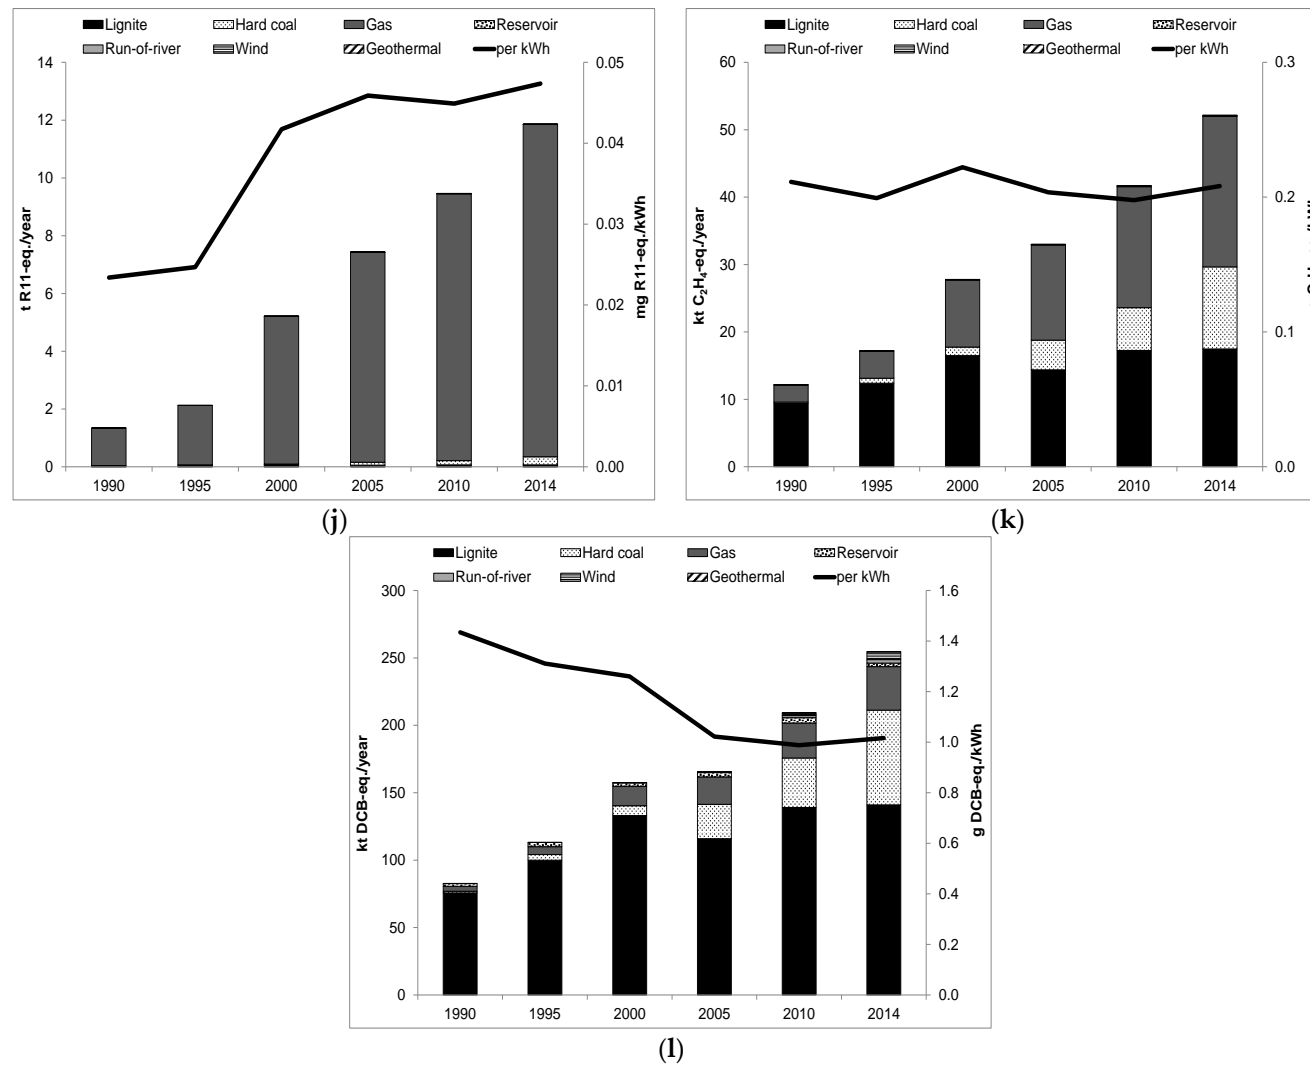 Lignite Hard coal Gas Reservoir
Run-of-river Wind Geothermal per kWh
14 0.05
12
0.04
10
8 0.03
6
0.02
4
0.01
2
0 0.00
1990 1995 2000 2005 2010 2014
t R11-eq./year
mg R11-eq./kWh
(j)
Lignite Hard coal Gas Reservoir
Run-of-river Wind Geothermal per kWh
60 0.3
50
40 0.2
30
20 0.1
10
0 0.0
1990 1995 2000 2005 2010 2014
kt C₂H₄-eq./year
(k)
Lignite Hard coal Gas Reservoir
Run-of-river Wind Geothermal per kWh
300 1.6
1.4
250
1.2
200
1.0
150 0.8
0.6
100
0.4
50
0.2
0 0.0
1990 1995 2000 2005 2010 2014
kt DCB-eq./year
g DCB-eq./kWh
(l)